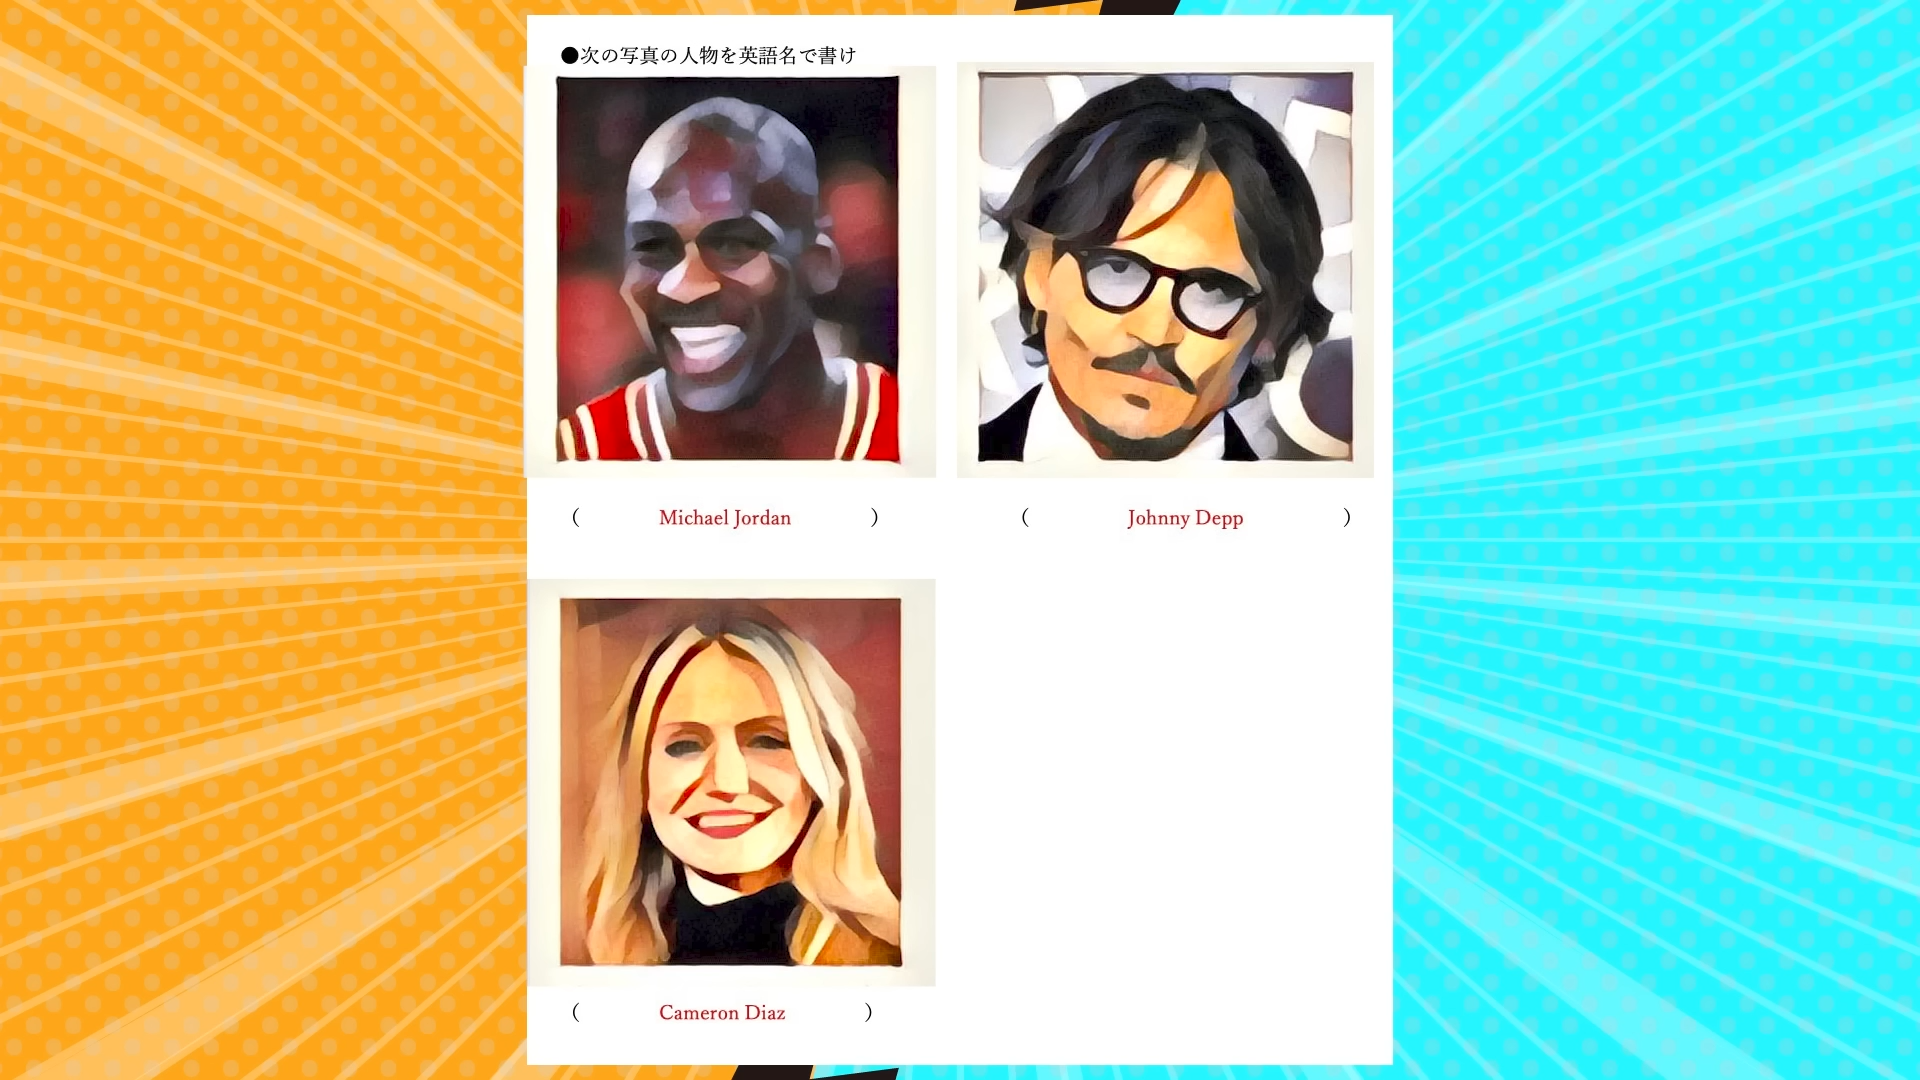 ●次の写真の人物を英語名で書け
( Michael Jordan )
( Johnny Depp )
( Cameron Diaz )